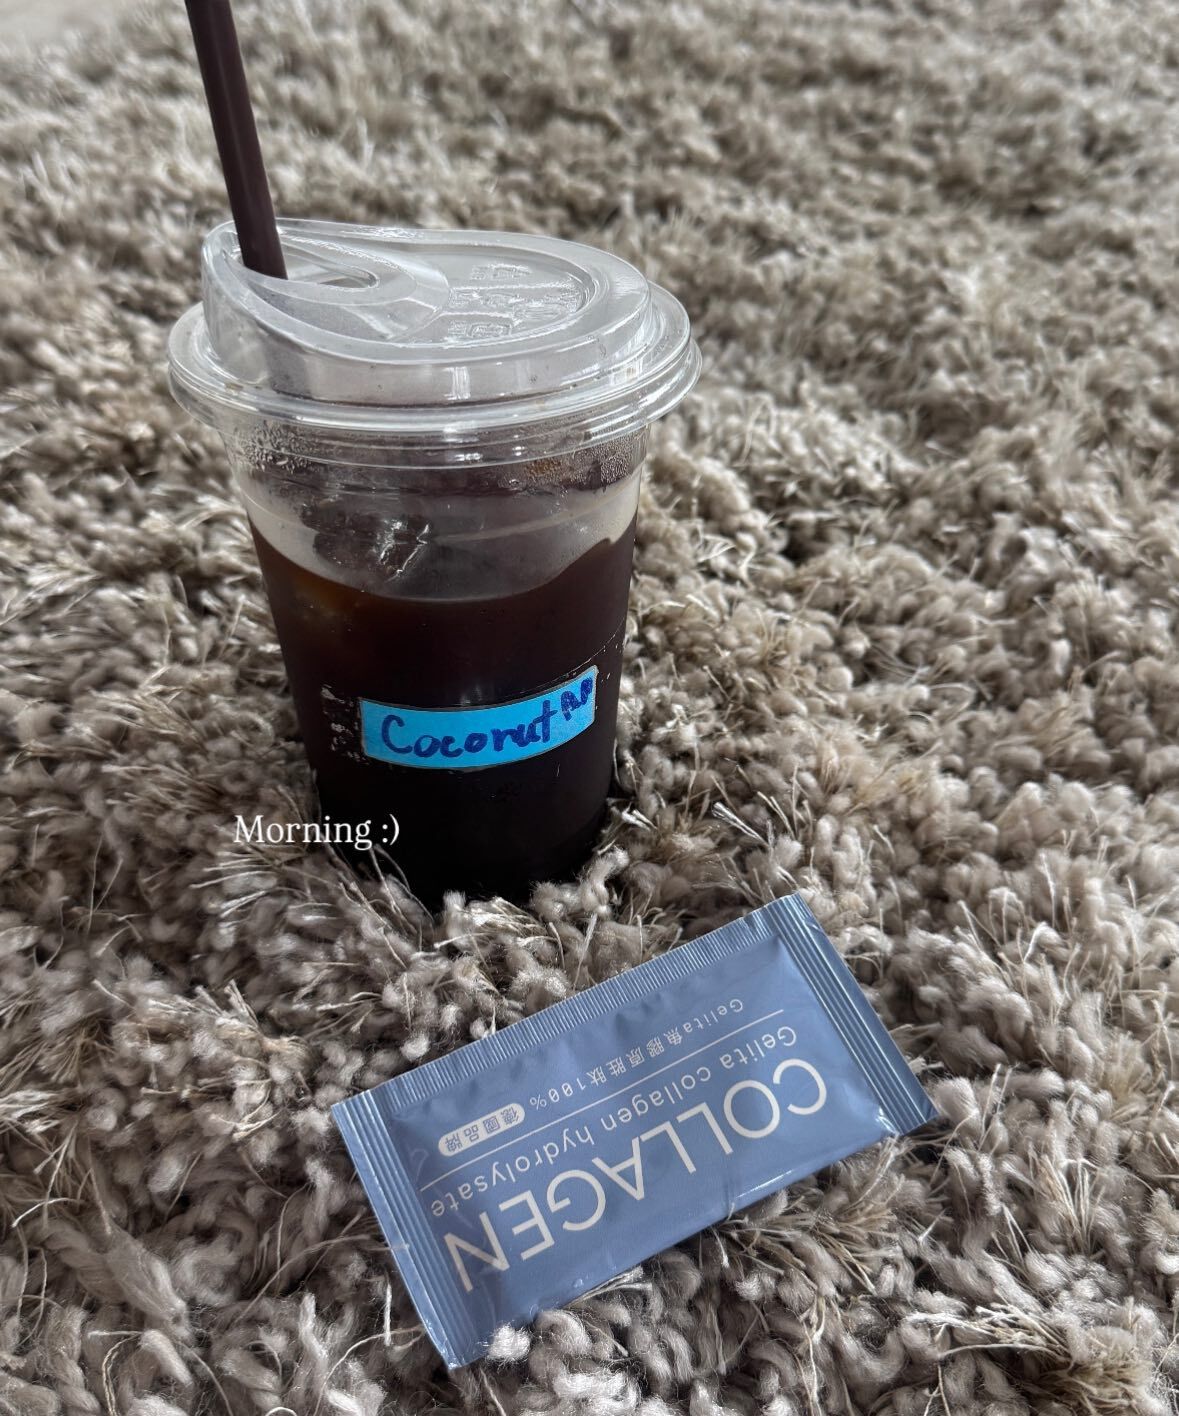 Coconut
Morning :)
COLLAGEN
Gelita collagen hydrolysate
Gelita魚膠原胜肽100%
德國品牌